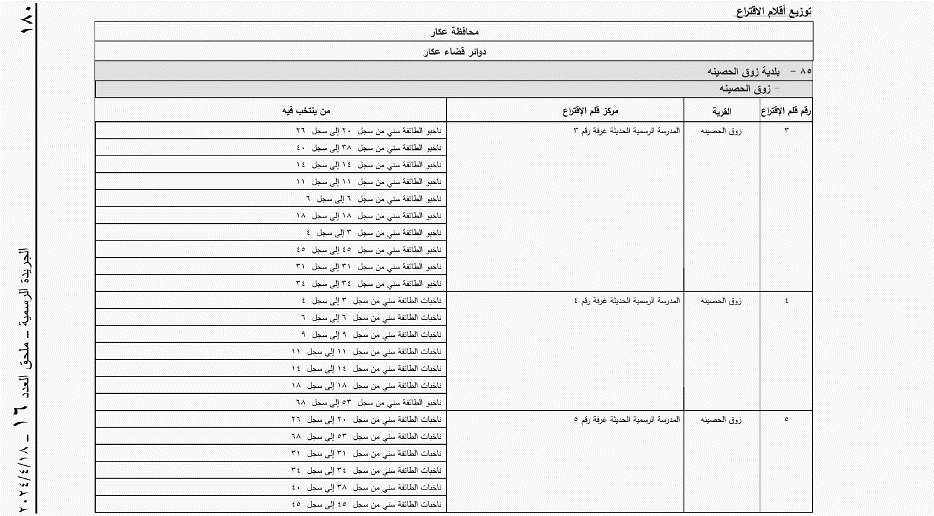 توزيع أقلام الاقتراع
محافظة عكار
دوائر قضاء عكار
٨٥ - بلدية زوق الحصينه
- زوق الحصينه
رقم قلم الإقتراع القرية مركز قلم الإقتراع من ينتخب فيه
٣ زوق الحصينه المدرسة الرسمية الحديثة غرفة رقم ٣ ناخبو الطائفة سني من سجل ٢٠ إلى سجل ٢٦
ناخبو الطائفة سني من سجل ٣٨ إلى سجل ٤٠
ناخبو الطائفة سني من سجل ١٤ إلى سجل ١٤
ناخبو الطائفة سني من سجل ١١ إلى سجل ١١
ناخبو الطائفة سني من سجل ٦ إلى سجل ٦
ناخبو الطائفة سني من سجل ١٨ إلى سجل ١٨
ناخبو الطائفة سني من سجل ٣ إلى سجل ٤
ناخبو الطائفة سني من سجل ٤٥ إلى سجل ٤٥
ناخبو الطائفة سني من سجل ٣١ إلى سجل ٣١
ناخبو الطائفة سني من سجل ٣٤ إلى سجل ٣٤
٤ زوق الحصينه المدرسة الرسمية الحديثة غرفة رقم ٤ ناخبات الطائفة سني من سجل ٣ إلى سجل ٤
ناخبات الطائفة سني من سجل ٦ إلى سجل ٦
ناخبات الطائفة سني من سجل ٩ إلى سجل ٩
ناخبات الطائفة سني من سجل ١١ إلى سجل ١١
ناخبات الطائفة سني من سجل ١٤ إلى سجل ١٤
ناخبات الطائفة سني من سجل ١٨ إلى سجل ١٨
ناخبو الطائفة سني من سجل ٥٣ إلى سجل ٦٨
٥ زوق الحصينه المدرسة الرسمية الحديثة غرفة رقم ٥ ناخبات الطائفة سني من سجل ٢٠ إلى سجل ٢٦
ناخبات الطائفة سني من سجل ٥٣ إلى سجل ٦٨
ناخبات الطائفة سني من سجل ٣١ إلى سجل ٣١
ناخبات الطائفة سني من سجل ٣٤ إلى سجل ٣٤
ناخبات الطائفة سني من سجل ٣٨ إلى سجل ٤٠
ناخبات الطائفة سني من سجل ٤٥ إلى سجل ٤٥
١٨٠
الجريدة الرسمية – ملحق العدد ١٦ – ٢٠٢٤/٤/١٨